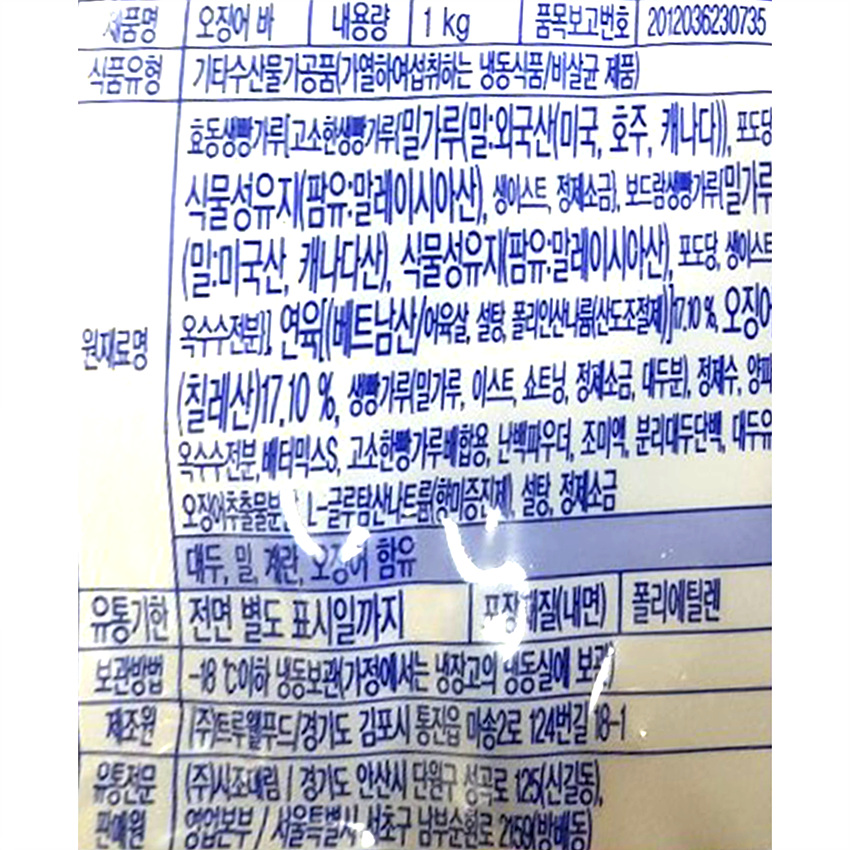 제품명 오징어 바 내용량 1 kg 품목보고번호 2012036230735
식품유형 기타수산물가공품(가열하여섭취하는 냉동식품/비살균 제품)
효동생빵가루[고소한생빵가루{밀가루(밀:외국산(미국, 호주, 캐나다)), 포도당
식물성유지(팜유:말레이시아산), 생이스트, 정제소금}, 보드람생빵가루{밀가루
(밀:미국산, 캐나다산), 식물성유지(팜유:말레이시아산), 포도당, 생이스트
원재료명 옥수수전분}], 연육[(베트남산/어육살, 설탕, 폴리인산나트륨(산도조절제)]17.10 %, 오징어
(칠레산)17.10 %, 생빵가루(밀가루, 이스트, 쇼트닝, 정제소금, 대두분), 정제수, 양파
옥수수전분, 배터믹스S, 고소한빵가루배합용, 난백파우더, 조미액, 분리대두단백, 대두유
오징어추출물분말, L-글루탐산나트륨(향미증진제), 설탕, 정제소금
대두, 밀, 계란, 오징어 함유
유통기한 전면 별도 표시일까지 포장재질(내면) 폴리에틸렌
보관방법 -18 ℃이하 냉동보관(가정에서는 냉장고의 냉동실에 보관)
제조원 (주)트루웰푸드/경기도 김포시 통진읍 마송2로 124번길 18-1
유통전문 (주)사조대림 / 경기도 안산시 단원구 성곡로 125(신길동),
판매원 영업본부 / 서울특별시 서초구 남부순환로 2159(방배동)